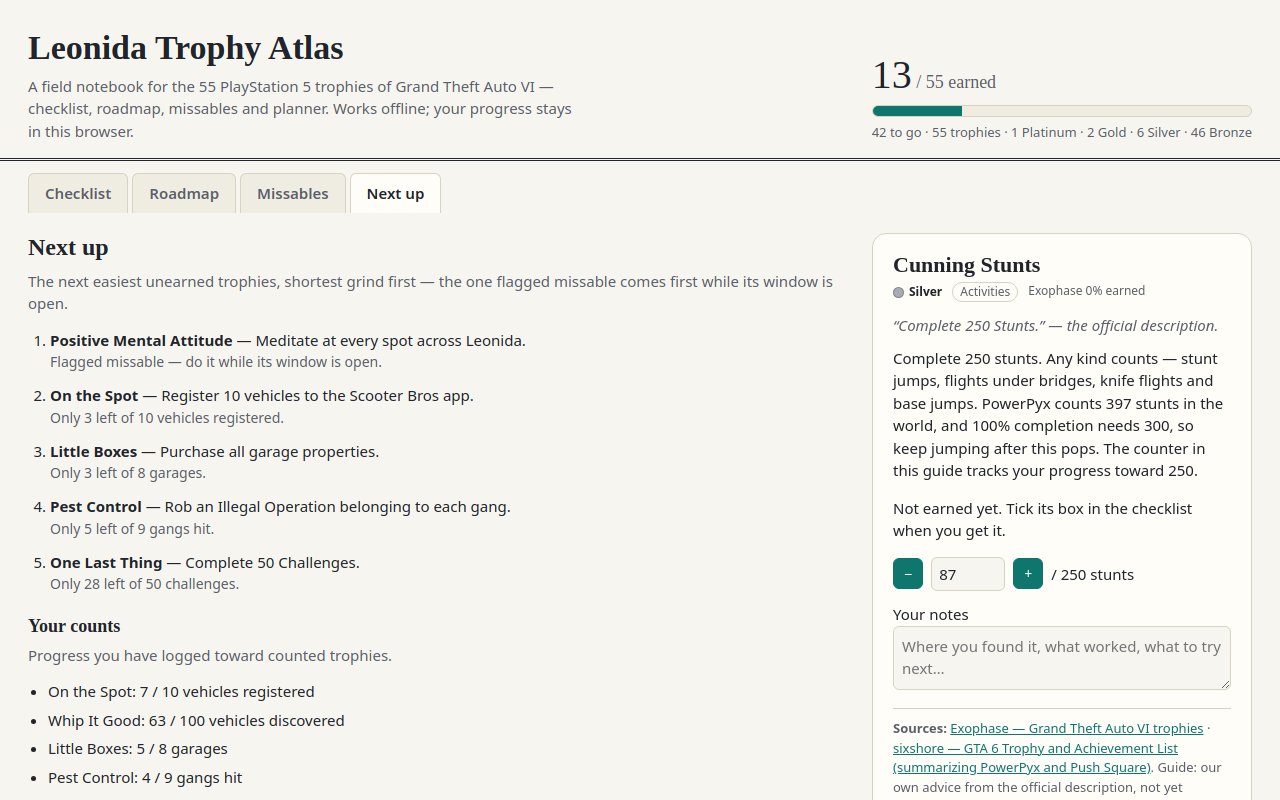 Leonida Trophy Atlas
A field notebook for the 55 PlayStation 5 trophies of Grand Theft Auto VI —
checklist, roadmap, missables and planner. Works offline; your progress stays
in this browser.
13 / 55 earned
42 to go · 55 trophies · 1 Platinum · 2 Gold · 6 Silver · 46 Bronze
Checklist
Roadmap
Missables
Next up
Next up
The next easiest unearned trophies, shortest grind first — the one flagged missable comes first while its window is
open.
1. Positive Mental Attitude — Meditate at every spot across Leonida.
Flagged missable — do it while its window is open.
2. On the Spot — Register 10 vehicles to the Scooter Bros app.
Only 3 left of 10 vehicles registered.
3. Little Boxes — Purchase all garage properties.
Only 3 left of 8 garages.
4. Pest Control — Rob an Illegal Operation belonging to each gang.
Only 5 left of 9 gangs hit.
5. One Last Thing — Complete 50 Challenges.
Only 28 left of 50 challenges.
Your counts
Progress you have logged toward counted trophies.
• On the Spot: 7 / 10 vehicles registered
• Whip It Good: 63 / 100 vehicles discovered
• Little Boxes: 5 / 8 garages
• Pest Control: 4 / 9 gangs hit
Cunning Stunts
Silver Activities Exophase 0% earned
“Complete 250 Stunts.” — the official description.
Complete 250 stunts. Any kind counts — stunt
jumps, flights under bridges, knife flights and
base jumps. PowerPyx counts 397 stunts in the
world, and 100% completion needs 300, so
keep jumping after this pops. The counter in
this guide tracks your progress toward 250.
Not earned yet. Tick its box in the checklist
when you get it.
– 87 + / 250 stunts
Your notes
Where you found it, what worked, what to try
next…
Sources: Exophase — Grand Theft Auto VI trophies ·
sixshore — GTA 6 Trophy and Achievement List
(summarizing PowerPyx and Push Square). Guide: our
own advice from the official description, not yet